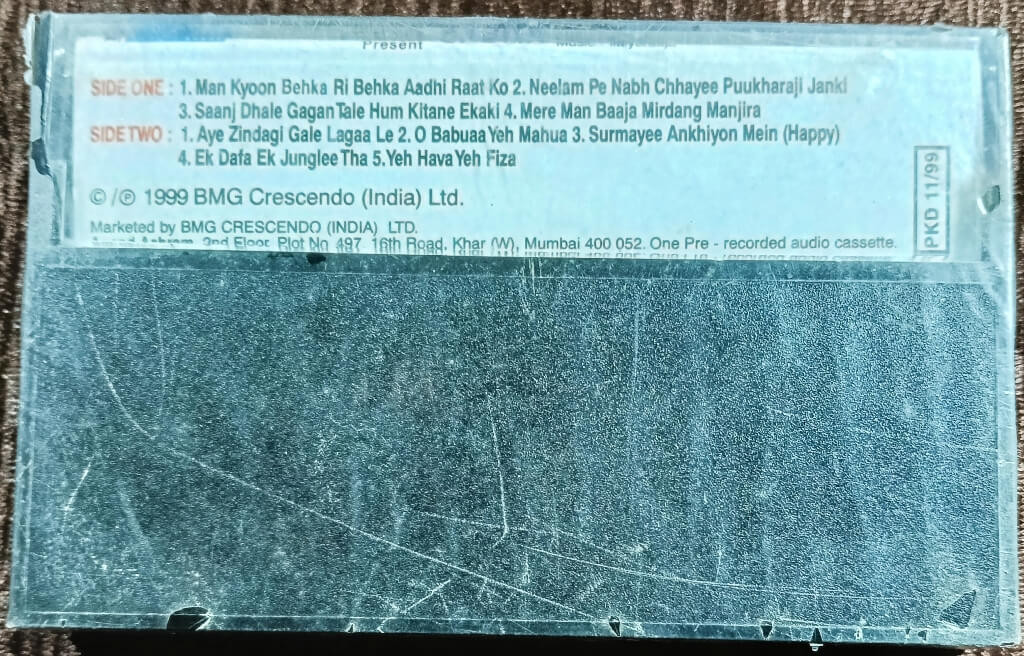 Present
SIDE ONE : 1. Man Kyoon Behka Ri Behka Aadhi Raat Ko 2. Neelam Pe Nabh Chhayee Puukharaji Janki
3. Saanj Dhale Gagan Tale Hum Kitane Ekaki 4. Mere Man Baaja Mirdang Manjira
SIDE TWO : 1. Aye Zindagi Gale Lagaa Le 2. O Babuaa Yeh Mahua 3. Surmayee Ankhiyon Mein (Happy)
4. Ek Dafa Ek Junglee Tha 5. Yeh Hava Yeh Fiza
© / ℗ 1999 BMG Crescendo (India) Ltd.
Marketed by BMG CRESCENDO (INDIA) LTD.
2nd Floor, Plot No 497, 16th Road, Khar (W), Mumbai 400 052. One Pre - recorded audio cassette.
PKD 11/99